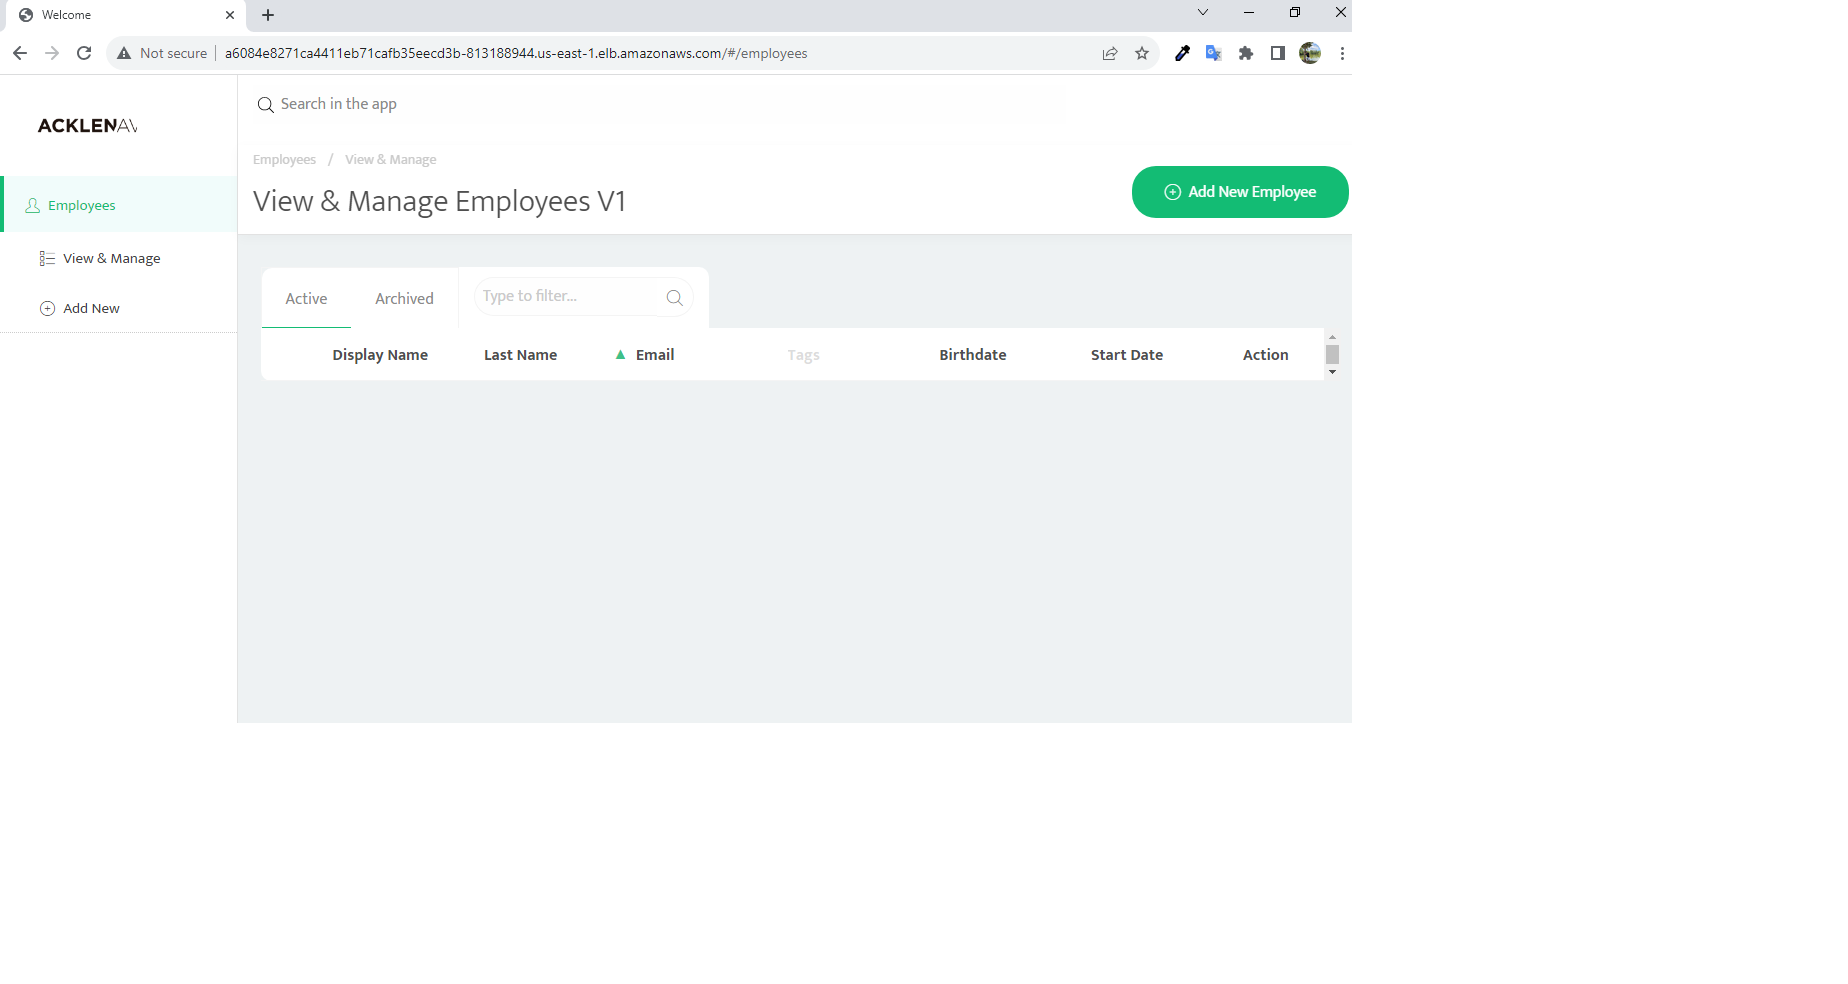 Welcome
Not secure
a6084e8271ca4411eb71cafb35eecd3b-813188944.us-east-1.elb.amazonaws.com/#/employees
ACKLENAV
Search in the app
Employees / View & Manage
View & Manage Employees V1
Add New Employee
Employees
View & Manage
Add New
Active
Archived
Type to filter...
Display Name
Last Name
Email
Tags
Birthdate
Start Date
Action